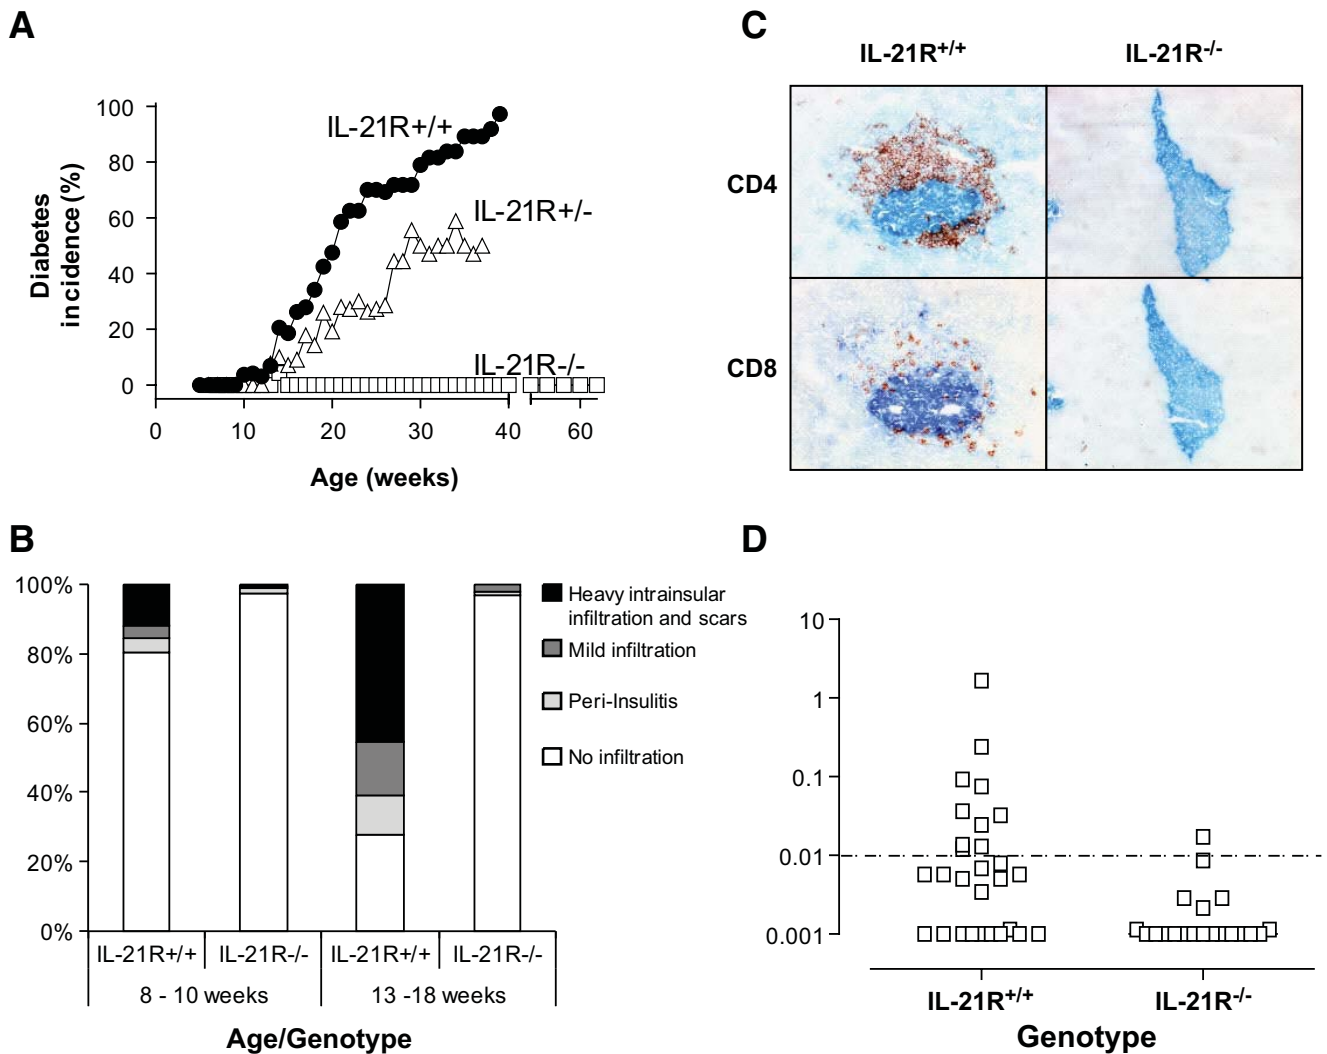 A
Diabetes
incidence (%)
100
80
60
40
20
0
IL-21R+/+
IL-21R+/-
IL-21R-/-
0 10 20 30 40 60
Age (weeks)
C
IL-21R+/+ IL-21R-/-
CD4
CD8
B
100%
80%
60%
40%
20%
0%
Heavy intrainsular
infiltration and scars
Mild infiltration
Peri-Insulitis
No infiltration
IL-21R+/+ IL-21R-/- IL-21R+/+ IL-21R-/-
8 - 10 weeks 13 -18 weeks
Age/Genotype
D
10
1
0.1
0.01
0.001
IL-21R+/+ IL-21R-/-
Genotype